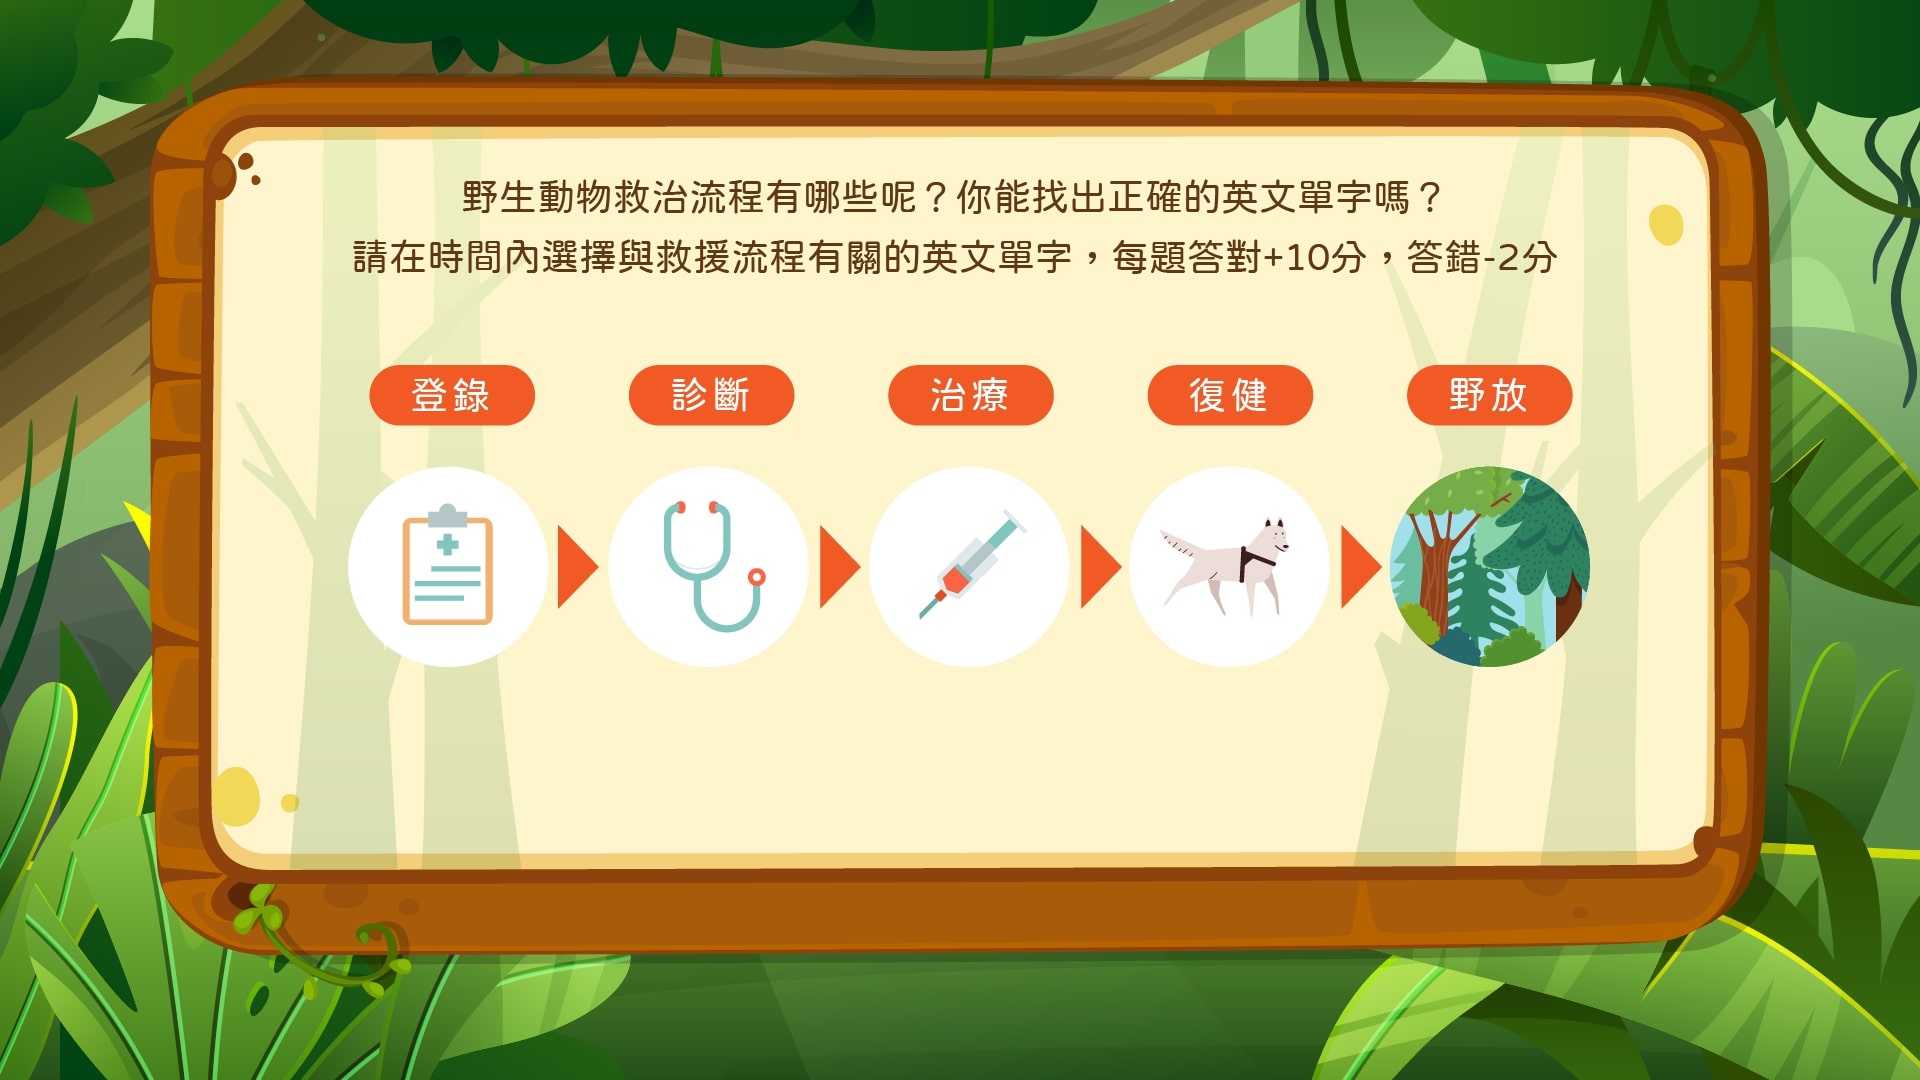 野生動物救治流程有哪些呢？你能找出正確的英文單字嗎？
請在時間內選擇與救援流程有關的英文單字，每題答對+10分，答錯-2分
登錄
診斷
治療
復健
野放